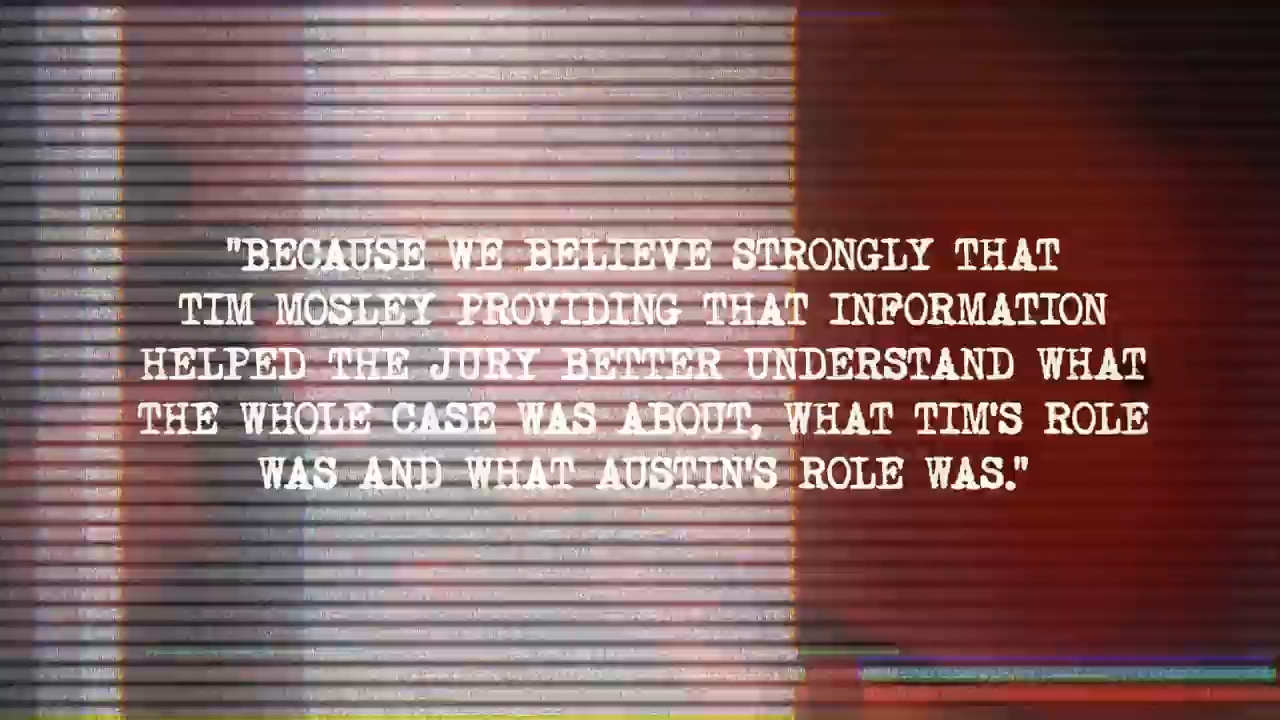 "BECAUSE WE BELIEVE STRONGLY THAT
TIM MOSLEY PROVIDING THAT INFORMATION
HELPED THE JURY BETTER UNDERSTAND WHAT
THE WHOLE CASE WAS ABOUT, WHAT TIM'S ROLE
WAS AND WHAT AUSTIN'S ROLE WAS."